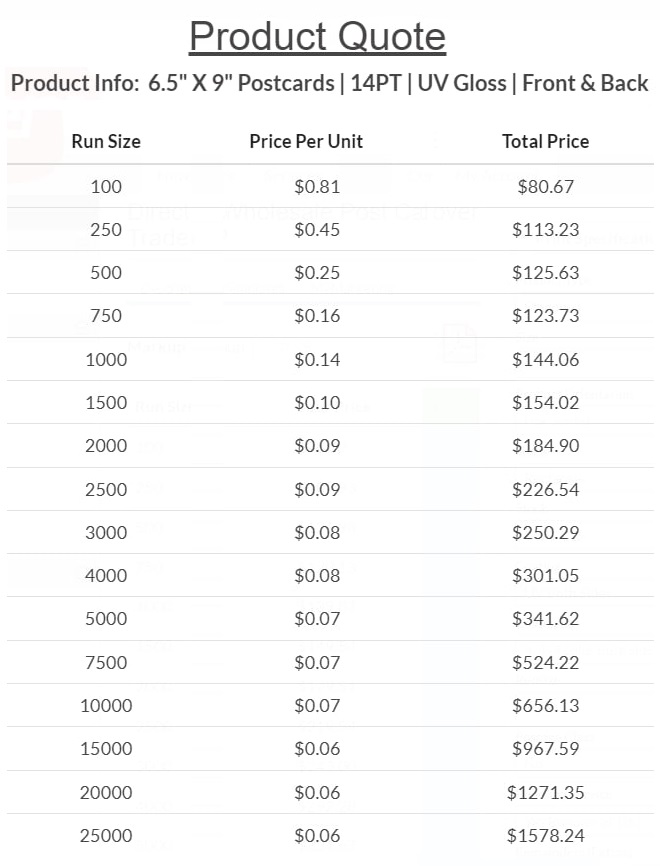 Product Quote
Product Info: 6.5" X 9" Postcards | 14PT | UV Gloss | Front & Back
Run Size Price Per Unit Total Price
100 $0.81 $80.67
250 $0.45 $113.23
500 $0.25 $125.63
750 $0.16 $123.73
1000 $0.14 $144.06
1500 $0.10 $154.02
2000 $0.09 $184.90
2500 $0.09 $226.54
3000 $0.08 $250.29
4000 $0.08 $301.05
5000 $0.07 $341.62
7500 $0.07 $524.22
10000 $0.07 $656.13
15000 $0.06 $967.59
20000 $0.06 $1271.35
25000 $0.06 $1578.24